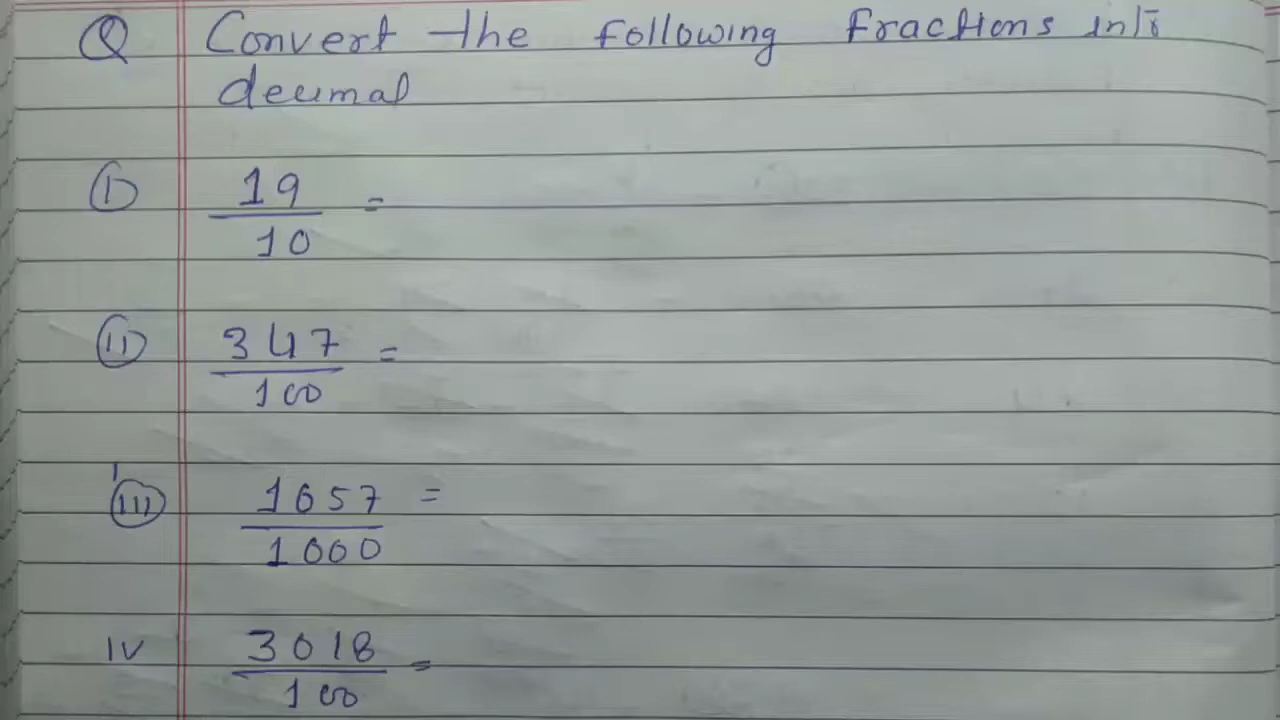 Q Convert the following fractions into
decimal
(i) 19/10 =
(ii) 347/100 =
(iii) 1657/1000 =
iv 3018/100 =